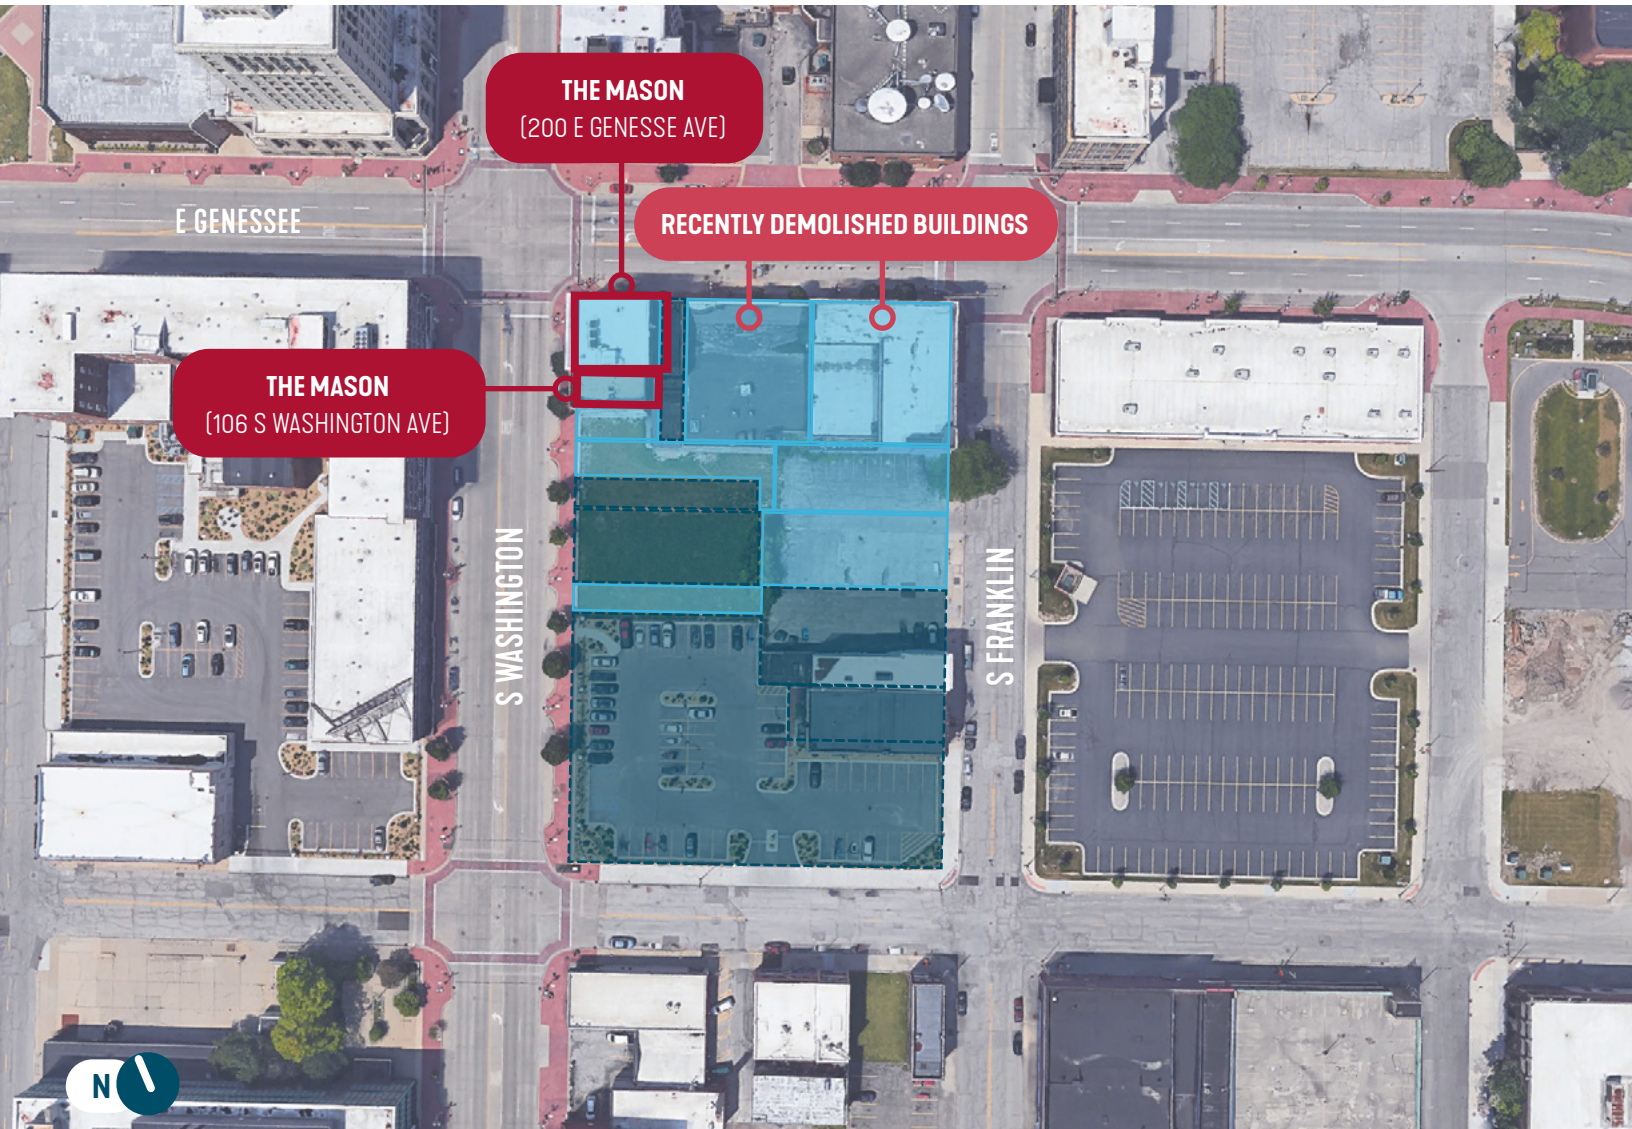 THE MASON
(200 E GENESSE AVE)
RECENTLY DEMOLISHED BUILDINGS
E GENESSEE
THE MASON
(106 S WASHINGTON AVE)
S WASHINGTON
S FRANKLIN
N